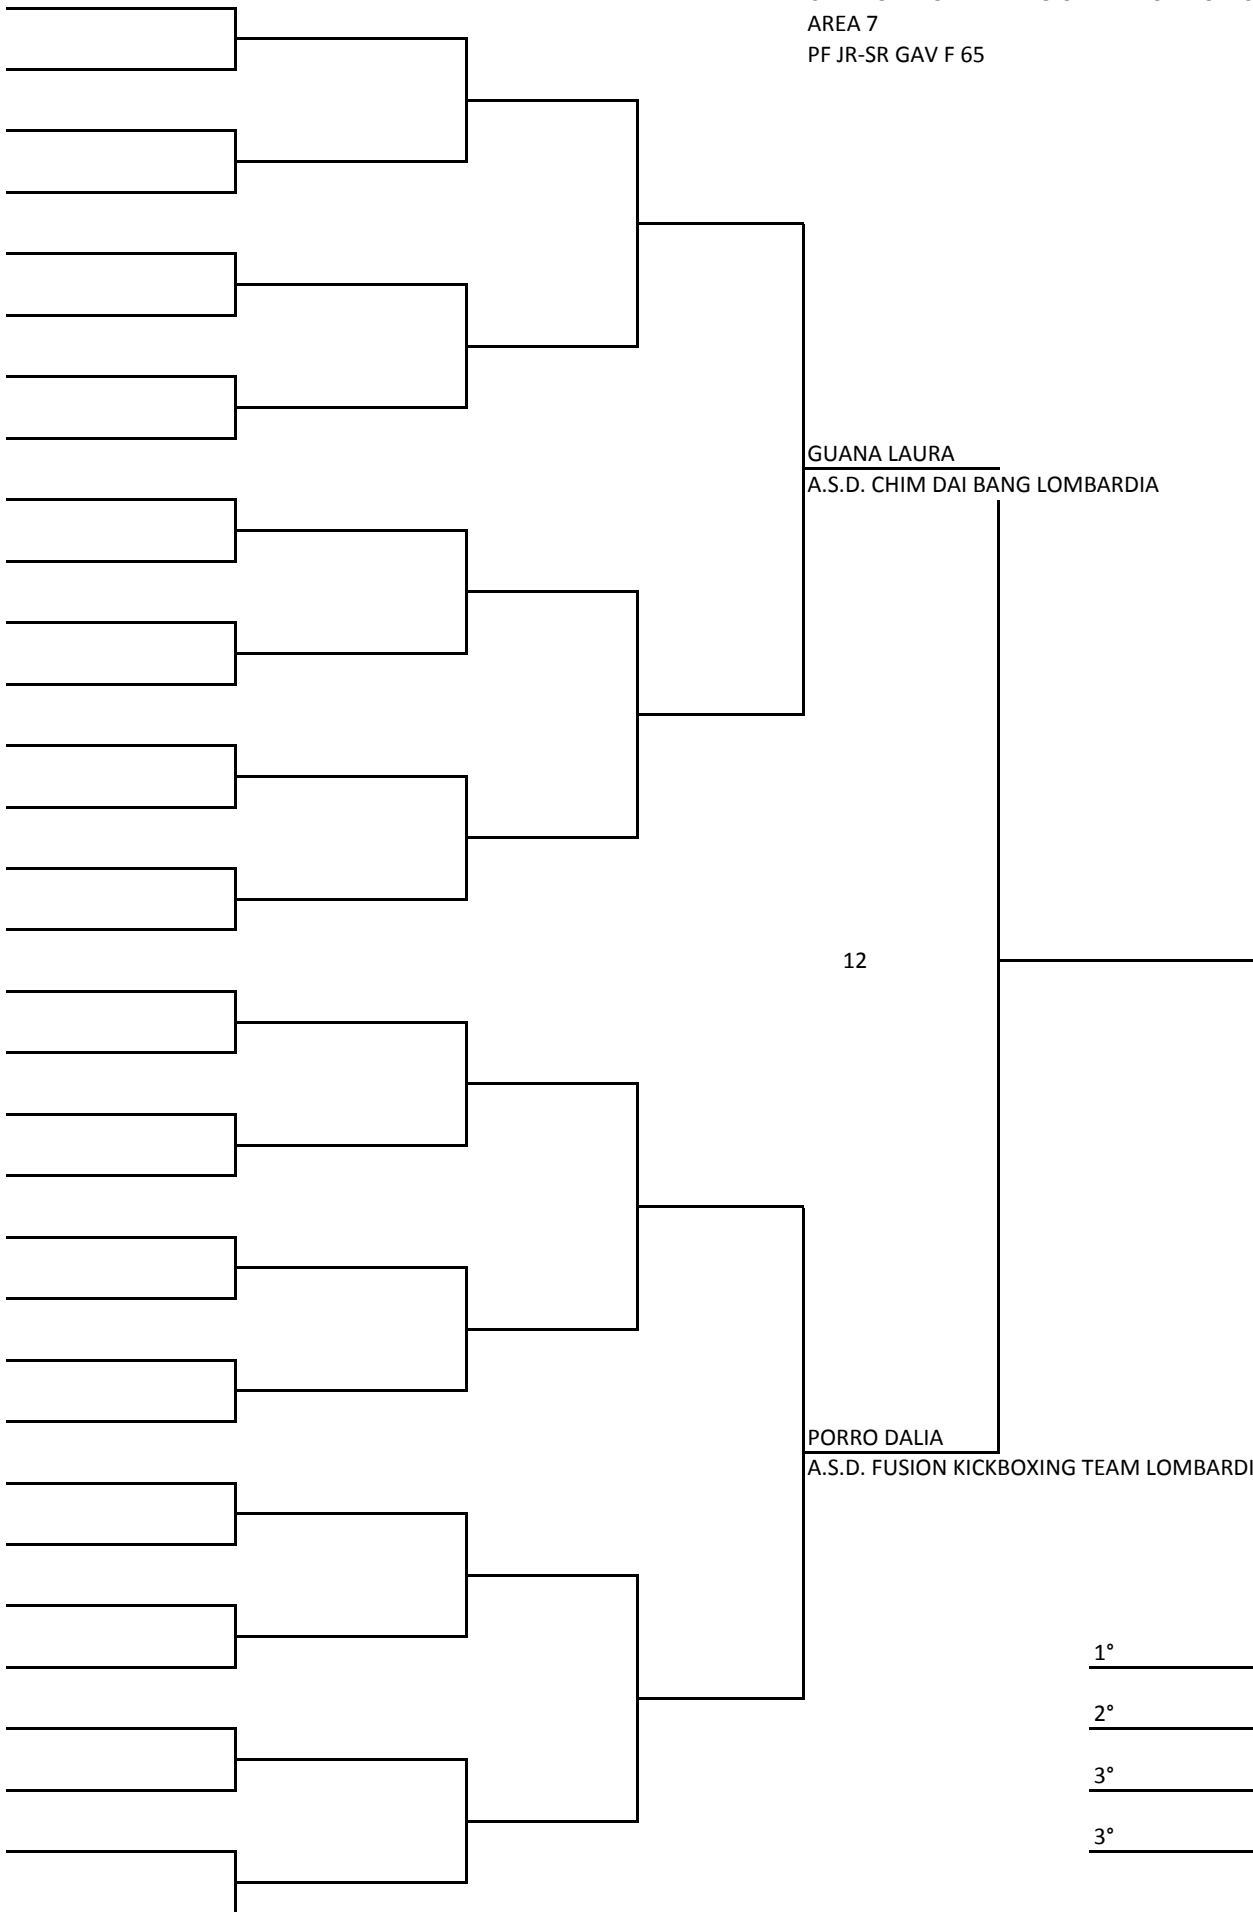 AREA 7
PF JR-SR GAV F 65
GUANA LAURA
A.S.D. CHIM DAI BANG LOMBARDIA
12
PORRO DALIA
A.S.D. FUSION KICKBOXING TEAM LOMBARDI
1°
2°
3°
3°